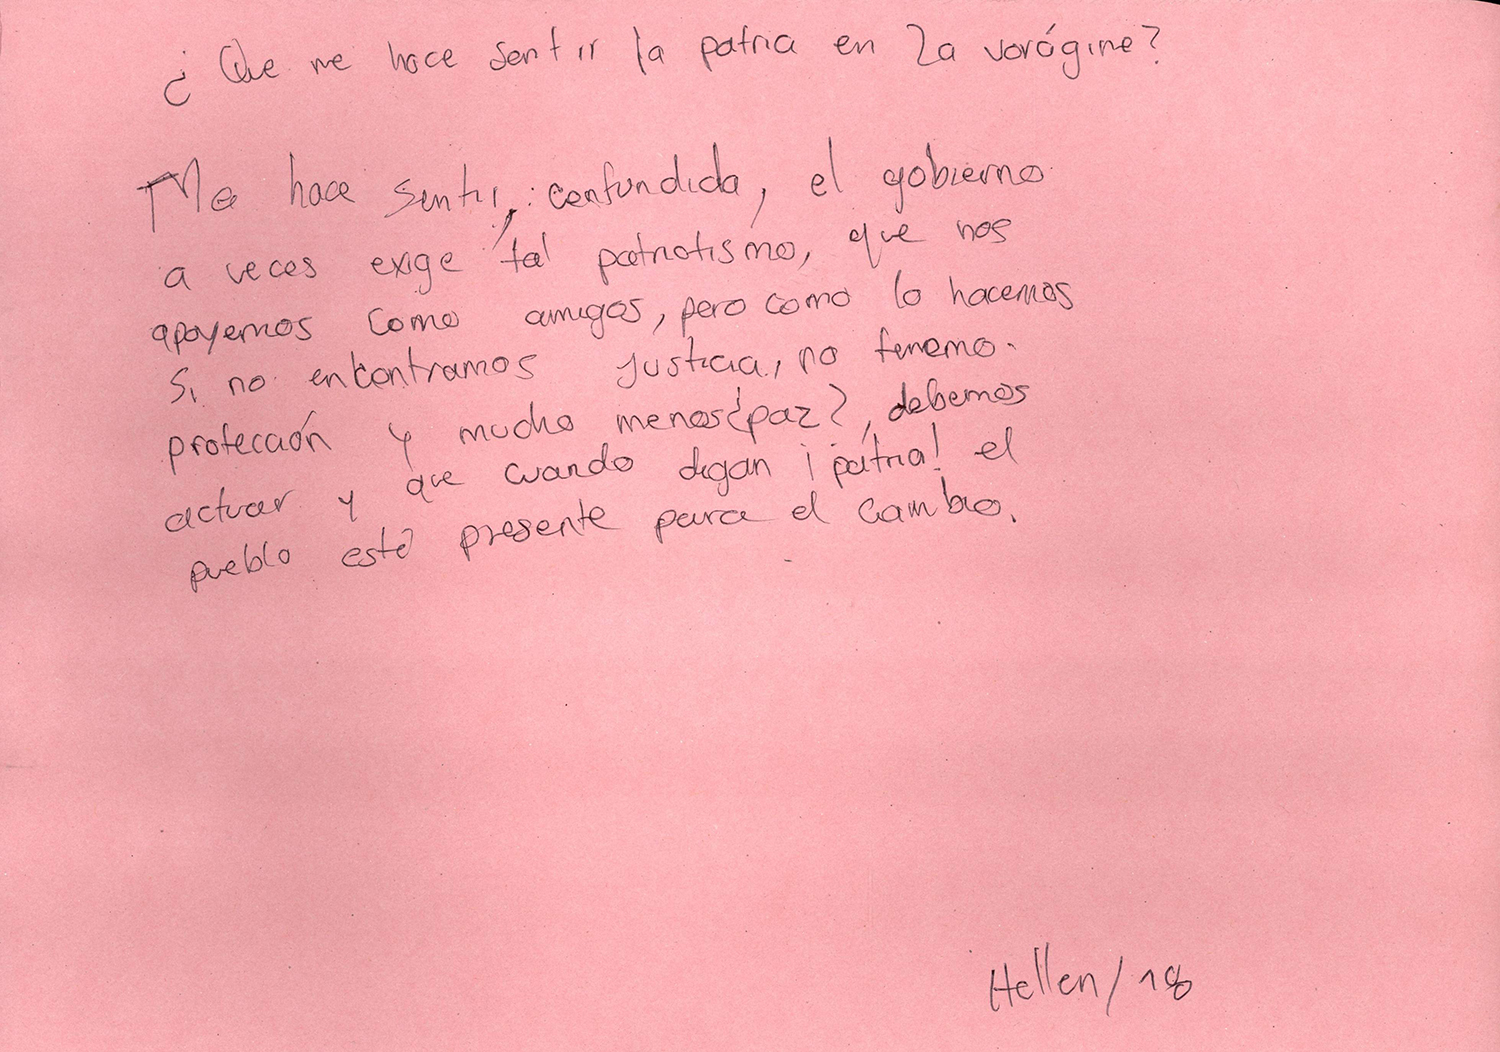 ¿Que me hace sentir la patria en La vorágine?
Me hace sentir, confundida, el gobierno
a veces exige tal patriotismo, que nos
apoyemos como amigos, pero como lo hacemos
si no encontramos justicia, no tenemo
protección y mucho menos ¿paz?, debemos
actuar y que cuando digan ¡patria! el
pueblo esté presente para el cambio.
Hellen / 18